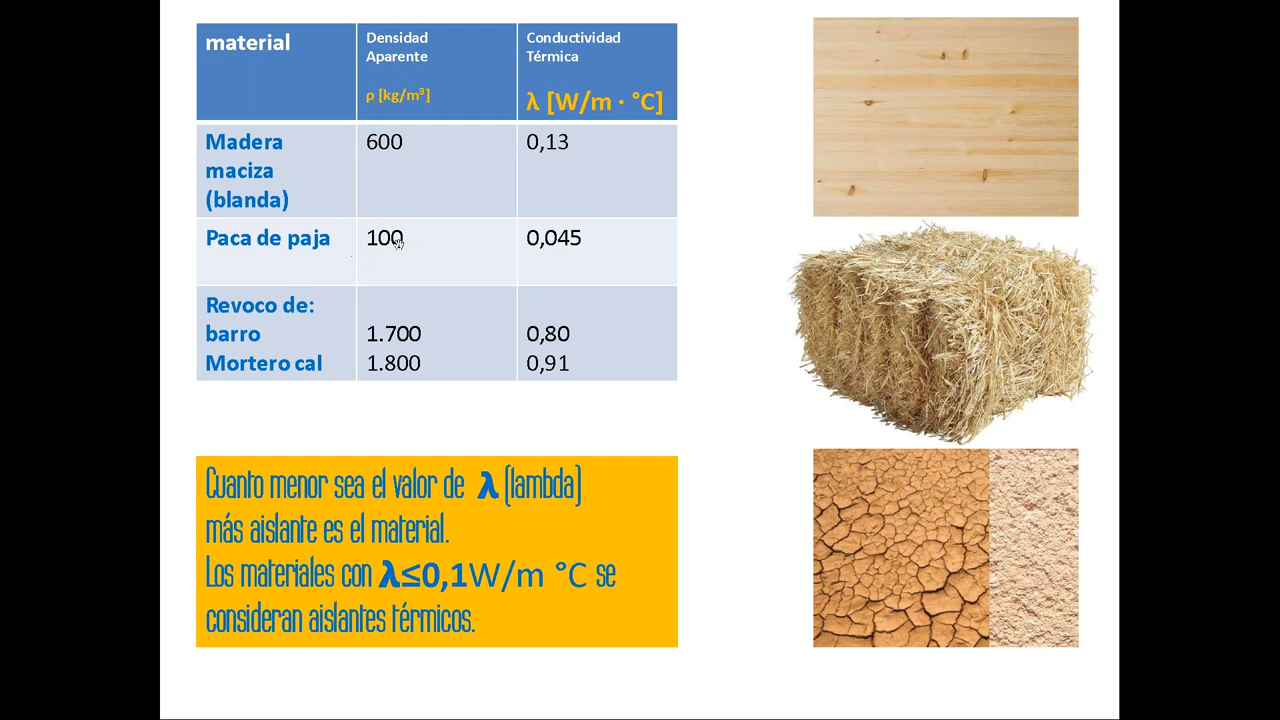 material
Densidad
Aparente
ρ [kg/m³]
Conductividad
Térmica
λ [W/m · °C]
Madera
maciza
(blanda)
600
0,13
Paca de paja
100
0,045
Revoco de:
barro
1.700
0,80
Mortero cal
1.800
0,91
Cuanto menor sea el valor de λ (lambda)
más aislante es el material.
Los materiales con λ≤0,1W/m °C se
consideran aislantes térmicos.